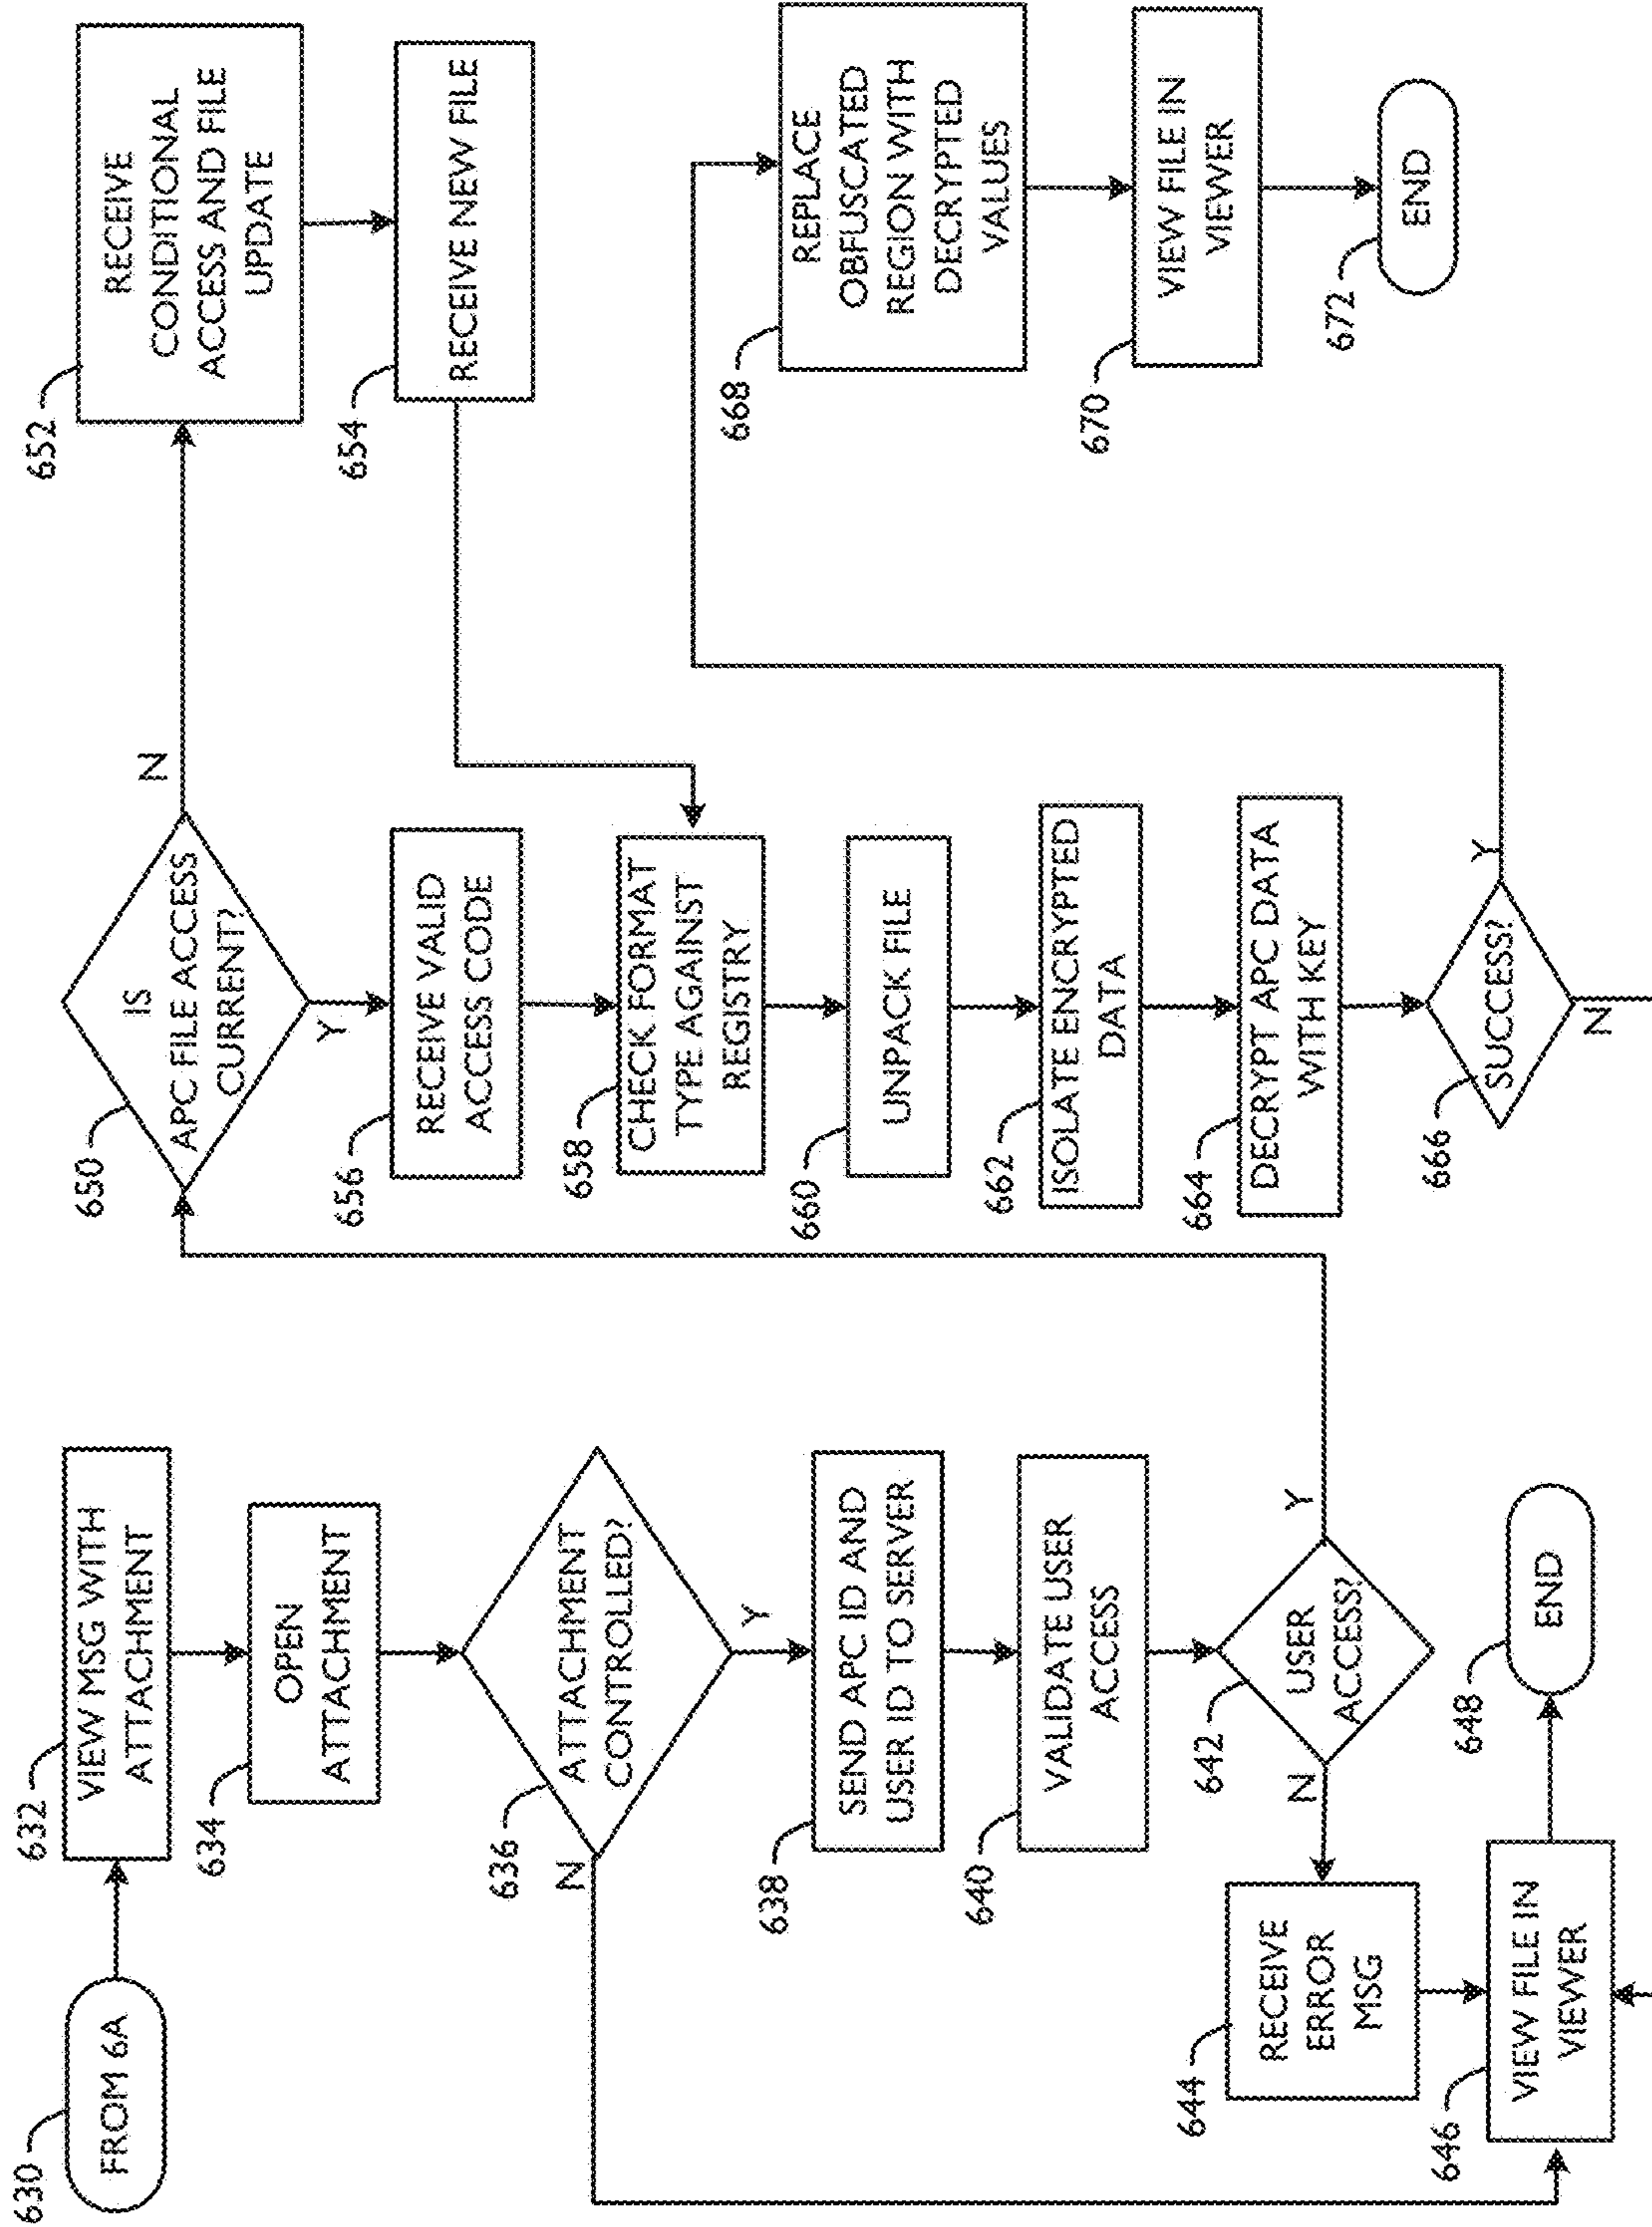 630
FROM 6A
632
VIEW MSG WITH
ATTACHMENT
634
OPEN
ATTACHMENT
636
ATTACHMENT
CONTROLLED?
N
Y
638
SEND APC ID AND
USER ID TO SERVER
640
VALIDATE USER
ACCESS
642
USER
ACCESS?
N
Y
644
RECEIVE
ERROR
MSG
646
VIEW FILE IN
VIEWER
648
END
650
IS
APC FILE ACCESS
CURRENT?
N
Y
652
RECEIVE
CONDITIONAL
ACCESS AND FILE
UPDATE
654
RECEIVE NEW FILE
656
RECEIVE VALID
ACCESS CODE
658
CHECK FORMAT
TYPE AGAINST
REGISTRY
660
UNPACK FILE
662
ISOLATE ENCRYPTED
DATA
664
DECRYPT APC DATA
WITH KEY
666
SUCCESS?
Y
N
668
REPLACE
OBFUSCATED
REGION WITH
DECRYPTED
VALUES
670
VIEW FILE IN
VIEWER
672
END